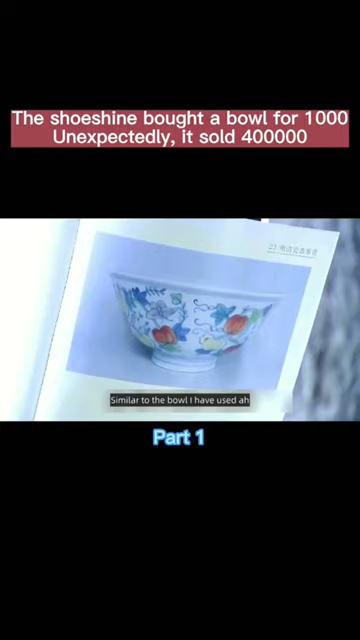 The shoeshine bought a bowl for 1000
Unexpectedly, it sold 400000
Similar to the bowl I have used ah
Part 1